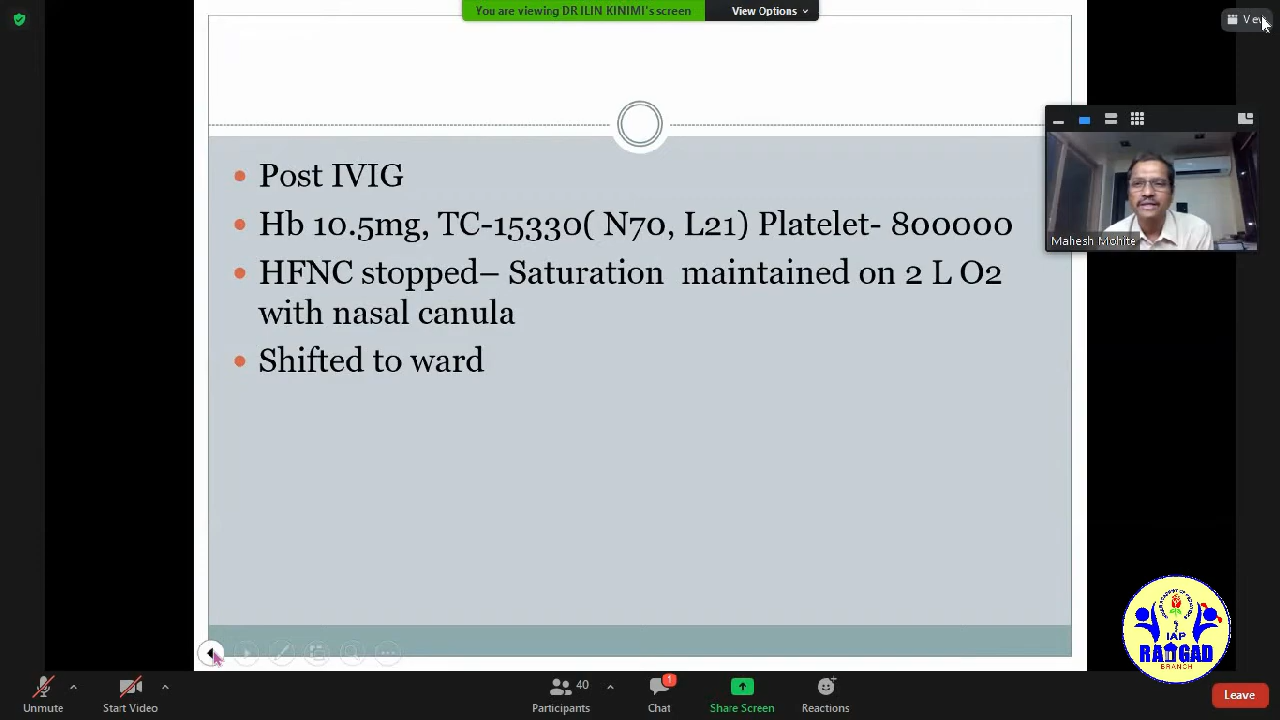 You are viewing DR ILIN KINIMI's screen
View Options
Post IVIG
Hb 10.5mg, TC-15330( N70, L21) Platelet- 800000
HFNC stopped– Saturation maintained on 2 L O2
with nasal canula
Shifted to ward
Mahesh Mohite
IAP
RAIGAD
BRANCH
Unmute
Start Video
40
Participants
1
Chat
Share Screen
Reactions
Leave